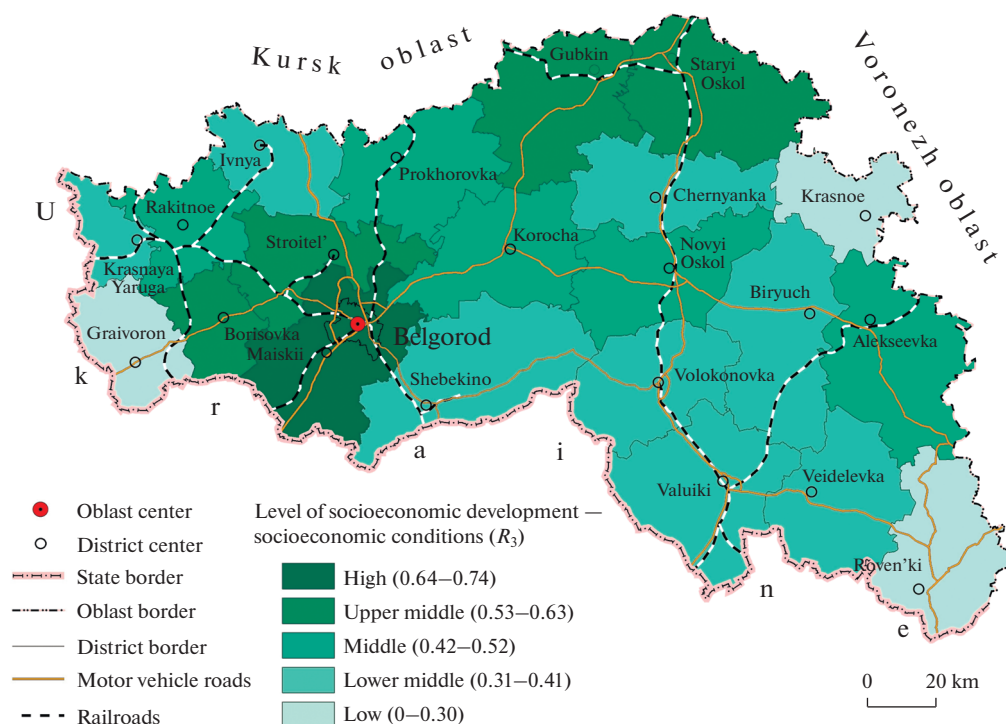 Kursk oblast
Voronezh oblast
Ukraine
Gubkin
Staryi
Oskol
Ivnya
Prokhorovka
Chernyanka
Krasnoe
Rakitnoe
Stroitel’
Korocha
Novyi
Oskol
Krasnaya
Yaruga
Biryuch
Graivoron
Borisovka
Maiskii
Belgorod
Alekseevka
Shebekino
Volokonovka
Valuiki
Veidelevka
Roven’ki
Oblast center
District center
State border
Oblast border
District border
Motor vehicle roads
Railroads
Level of socioeconomic development —
socioeconomic conditions (R3)
High (0.64–0.74)
Upper middle (0.53–0.63)
Middle (0.42–0.52)
Lower middle (0.31–0.41)
Low (0–0.30)
0 20 km